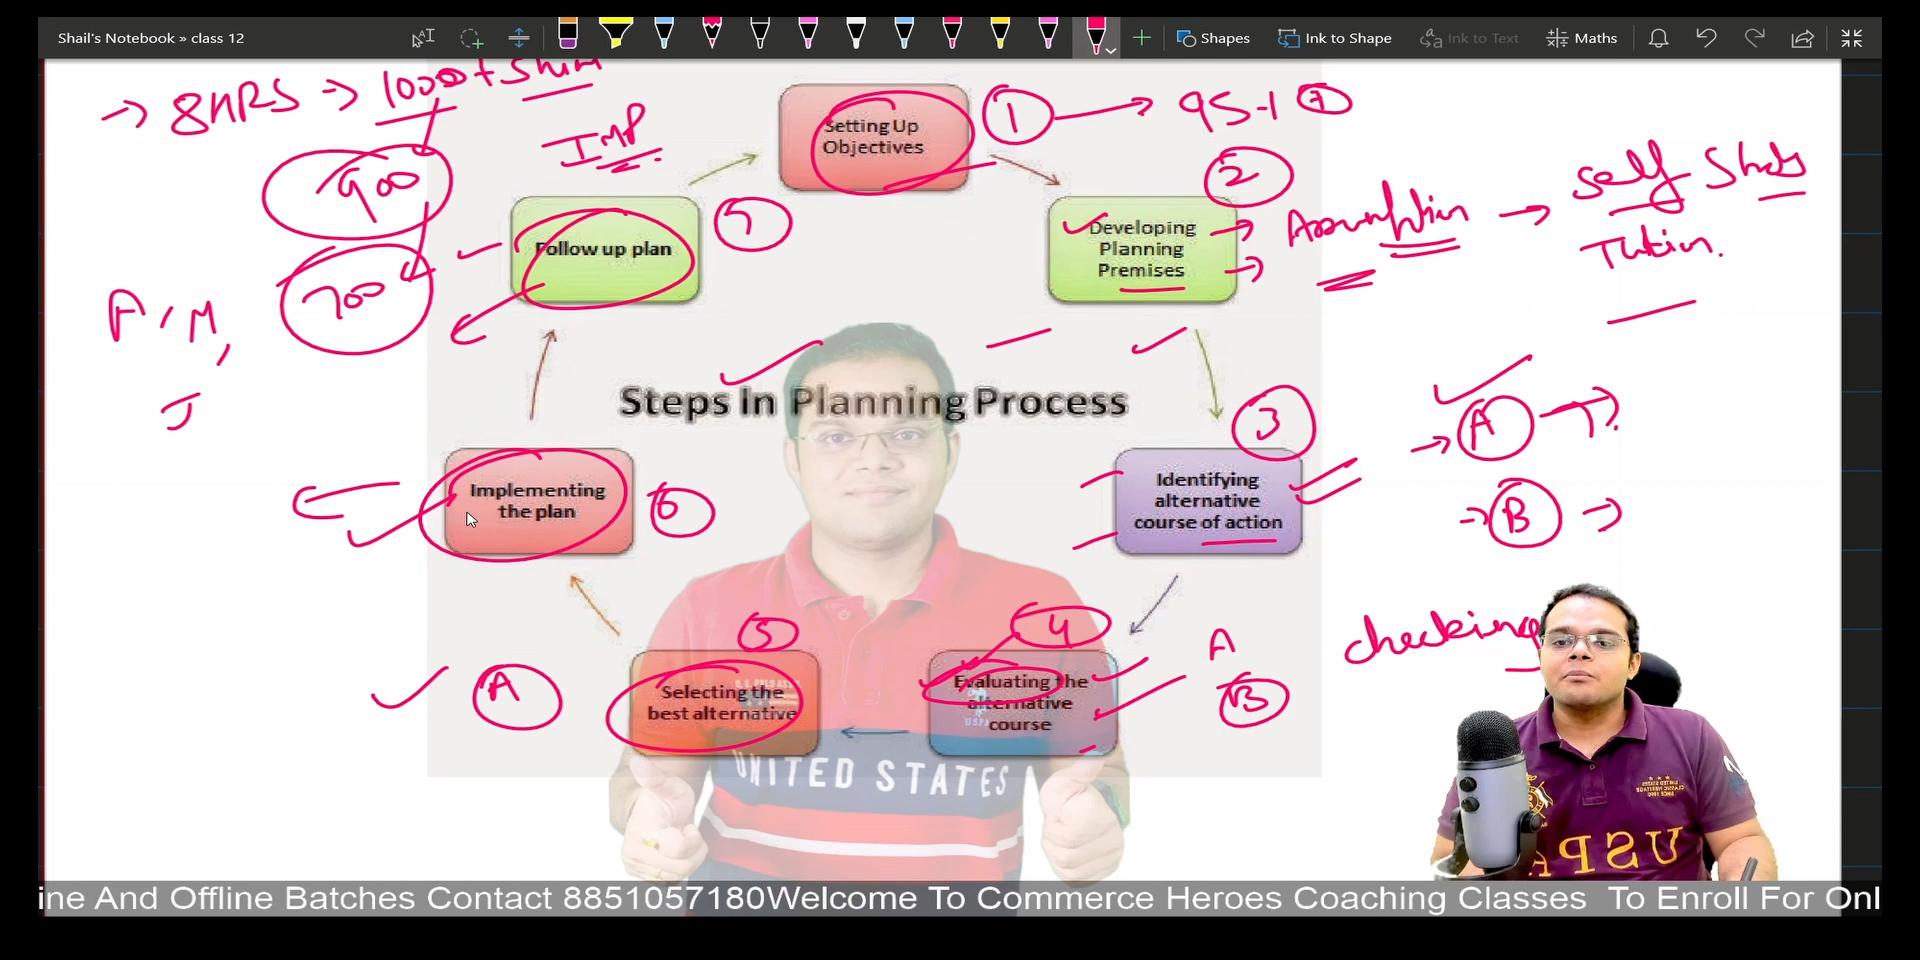 Shail's Notebook » class 12
Shapes
Ink to Shape
Ink to Text
Maths
→ 8 HRS → 1000 + Shirt
900
700
IMP
Setting Up
Objectives
1 → 95-1
2
Developing
Planning
Premises
→ Assumption → Self Study
Tution
Follow up plan
7
A, M,
J
Steps In Planning Process
3
Identifying
alternative
course of action
→ A →
→ B →
Implementing
the plan
6
5
Selecting the
best alternative
A
4
Evaluating the
alternative
course
A
B
checking
UNITED STATES
USPA
ine And Offline Batches Contact 8851057180Welcome To Commerce Heroes Coaching Classes  To Enroll For Onl